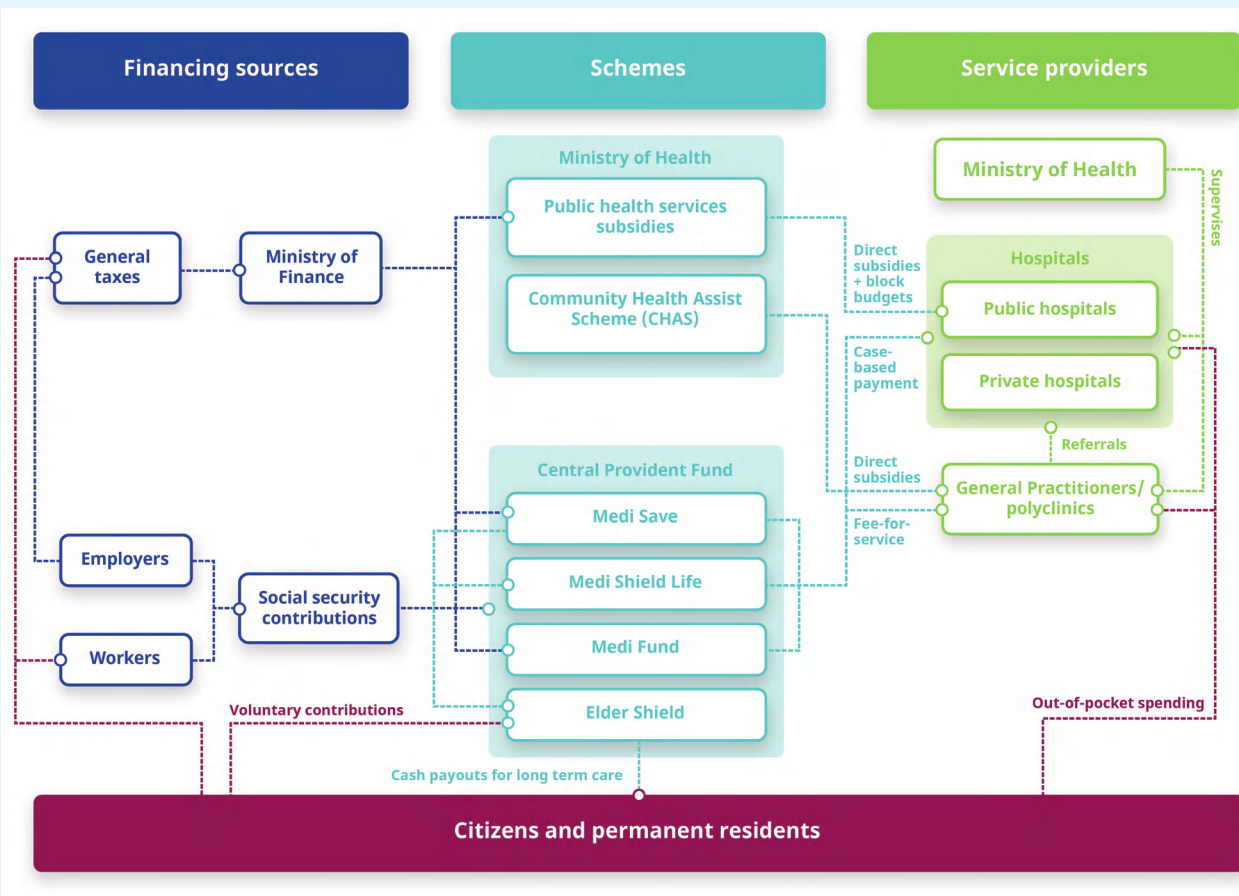 Financing sources
Schemes
Service providers
Ministry of Health
Public health services
subsidies
Community Health Assist
Scheme (CHAS)
Ministry of Health
Supervises
General
taxes
Ministry of
Finance
Direct
subsidies
+ block
budgets
Hospitals
Public hospitals
Private hospitals
Case-
based
payment
Referrals
Central Provident Fund
Medi Save
Medi Shield Life
Medi Fund
Elder Shield
Direct
subsidies
Fee-for-
service
General Practitioners/
polyclinics
Employers
Workers
Social security
contributions
Voluntary contributions
Out-of-pocket spending
Cash payouts for long term care
Citizens and permanent residents